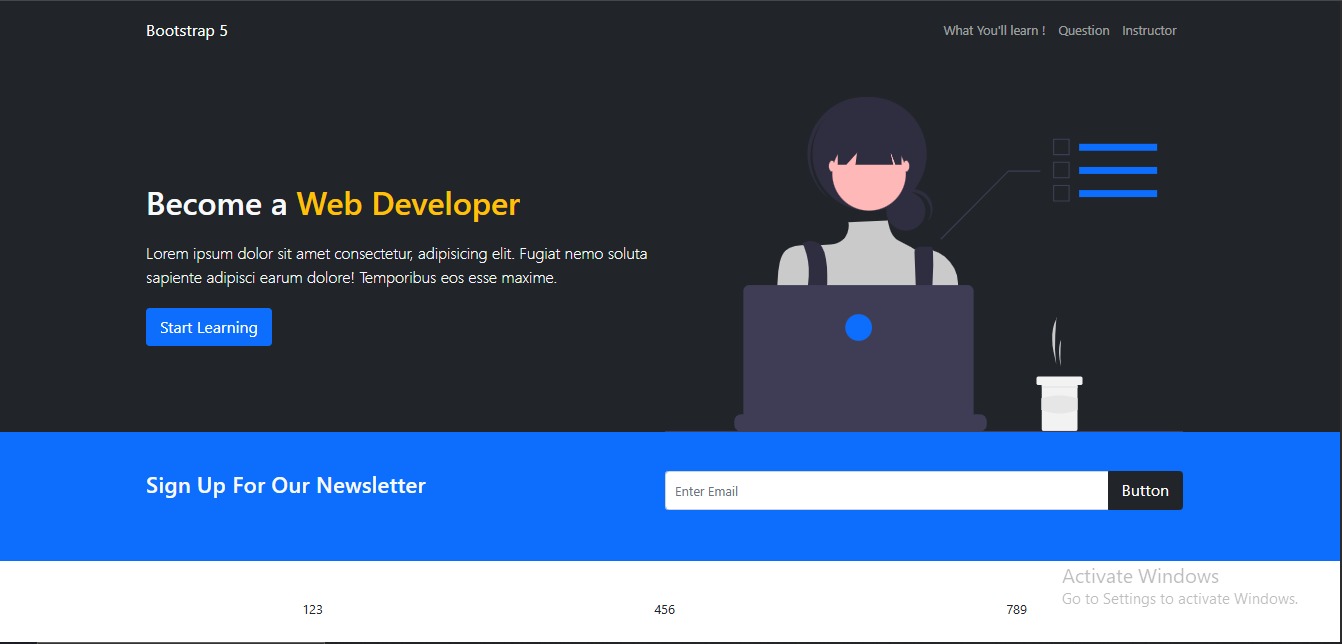 Bootstrap 5
What You'll learn !
Question
Instructor
Become a Web Developer
Lorem ipsum dolor sit amet consectetur, adipisicing elit. Fugiat nemo soluta
sapiente adipisci earum dolore! Temporibus eos esse maxime.
Start Learning
Sign Up For Our Newsletter
Enter Email
Button
123
456
789
Activate Windows
Go to Settings to activate Windows.